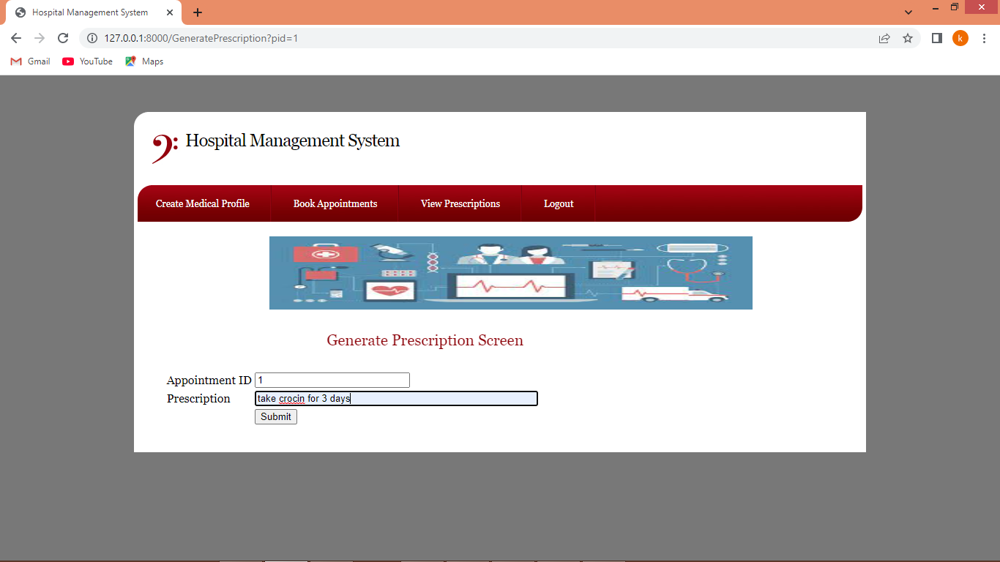 Hospital Management System
127.0.0.1:8000/GeneratePrescription?pid=1
k
Gmail YouTube Maps
Hospital Management System
Create Medical Profile Book Appointments View Prescriptions Logout
Generate Prescription Screen
Appointment ID 1
Prescription take crocin for 3 days
Submit